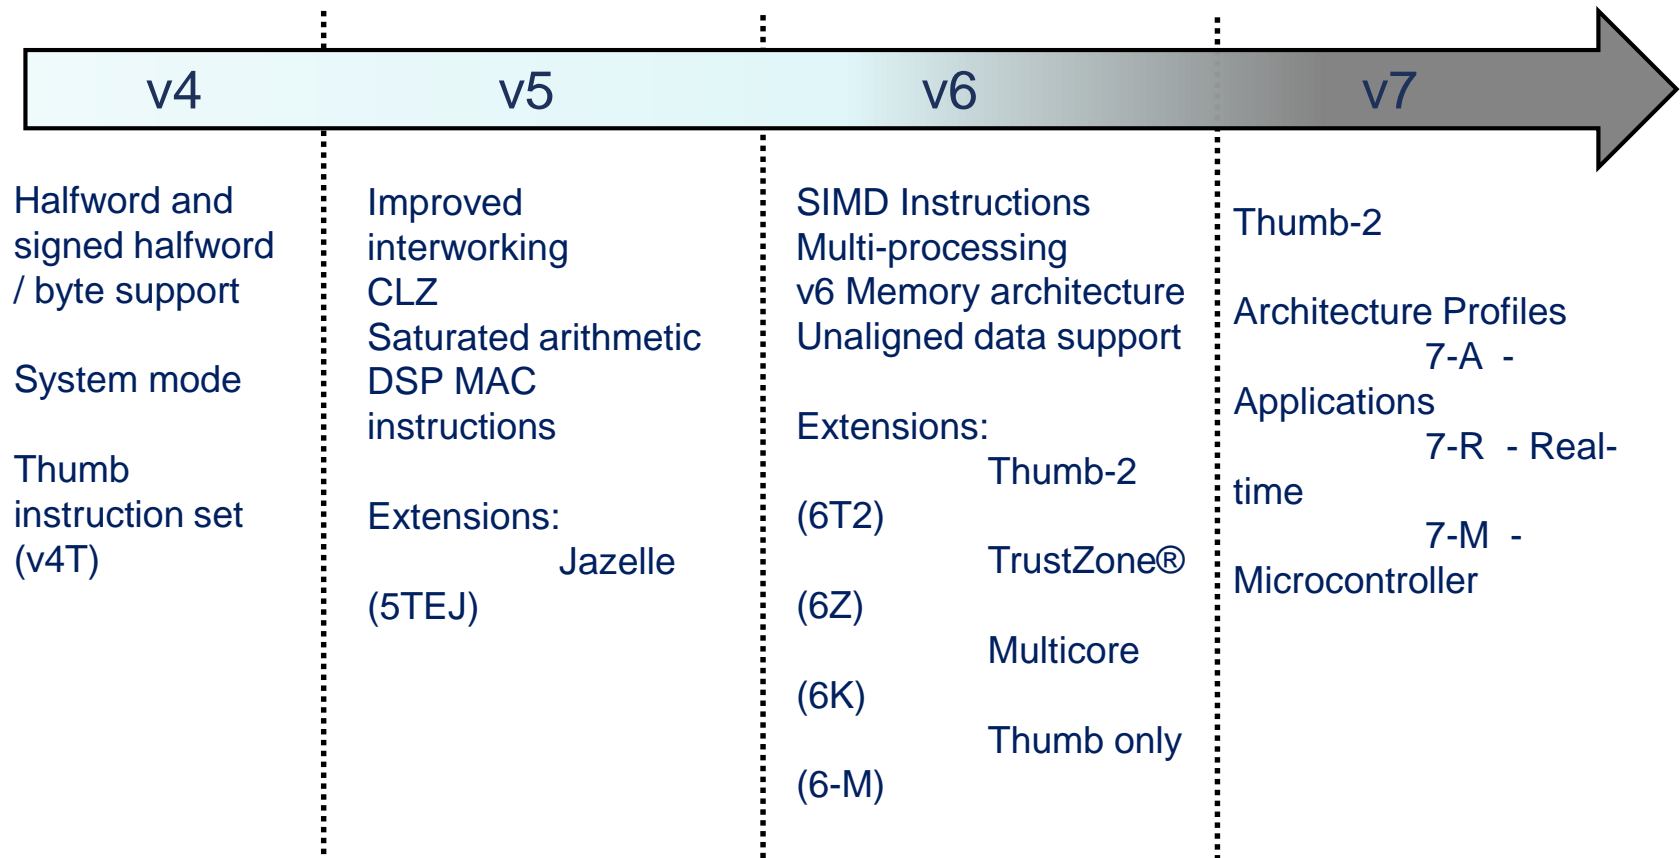 v4
v5
v6
v7
Halfword and
signed halfword
/ byte support
System mode
Thumb
instruction set
(v4T)
Improved
interworking
CLZ
Saturated arithmetic
DSP MAC
instructions
Extensions:
Jazelle
(5TEJ)
SIMD Instructions
Multi-processing
v6 Memory architecture
Unaligned data support
Extensions:
Thumb-2
(6T2)
TrustZone®
(6Z)
Multicore
(6K)
Thumb only
(6-M)
Thumb-2
Architecture Profiles
7-A -
Applications
7-R - Real-
time
7-M -
Microcontroller